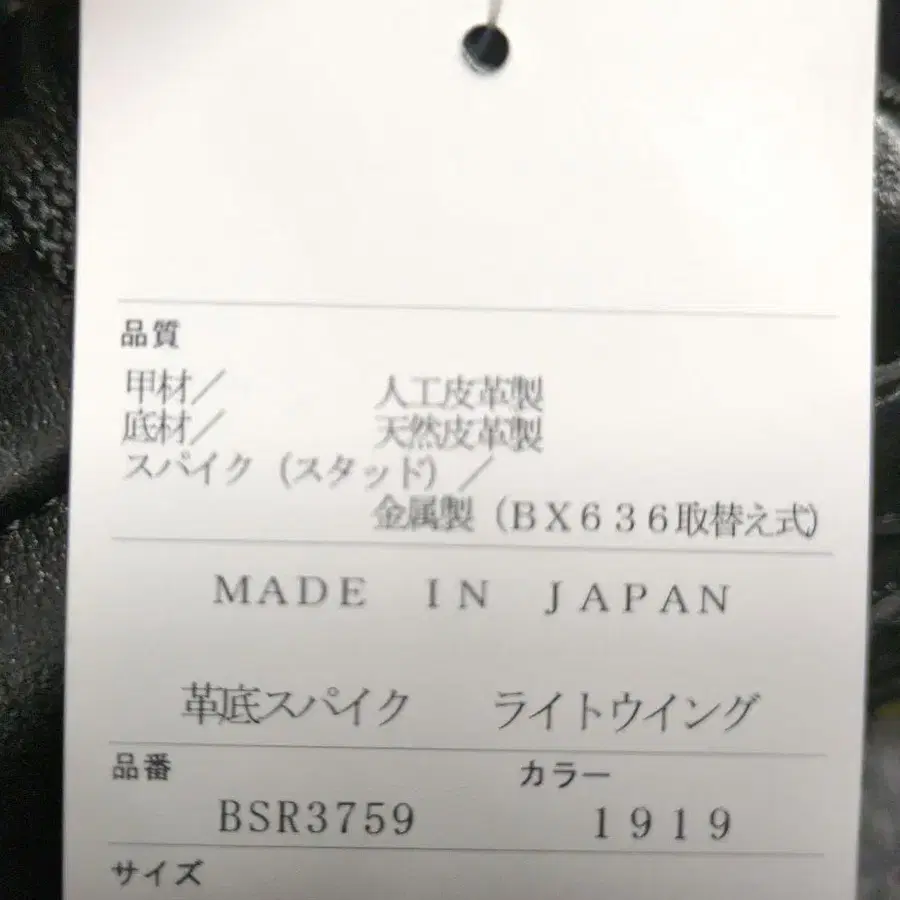 品質
甲材／ 人工皮革製
底材／ 天然皮革製
スパイク（スタッド）／
金属製（ＢＸ６３６取替え式）
ＭＡＤＥ ＩＮ ＪＡＰＡＮ
革底スパイク ライトウイング
品番 カラー
BSR3759 １９１９
サイズ